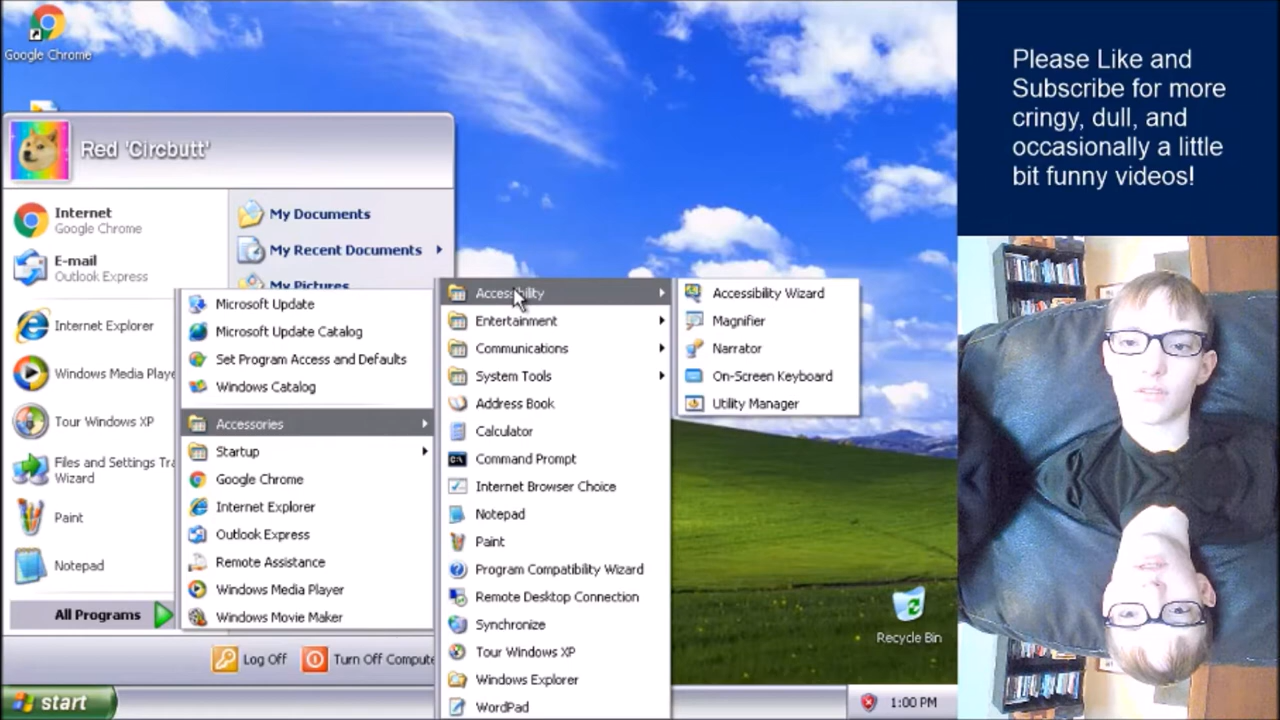 Google Chrome
Red 'Circbutt'
Internet
Google Chrome
E-mail
Outlook Express
Internet Explorer
Windows Media Playe
Tour Windows XP
Files and Settings Tra
Wizard
Paint
Notepad
All Programs
My Documents
My Recent Documents
My Pictures
Microsoft Update
Microsoft Update Catalog
Set Program Access and Defaults
Windows Catalog
Accessories
Startup
Google Chrome
Internet Explorer
Outlook Express
Remote Assistance
Windows Media Player
Windows Movie Maker
Accessibility
Entertainment
Communications
System Tools
Address Book
Calculator
Command Prompt
Internet Browser Choice
Notepad
Paint
Program Compatibility Wizard
Remote Desktop Connection
Synchronize
Tour Windows XP
Windows Explorer
WordPad
Accessibility Wizard
Magnifier
Narrator
On-Screen Keyboard
Utility Manager
Log Off
Turn Off Compute
Recycle Bin
start
1:00 PM
Please Like and
Subscribe for more
cringy, dull, and
occasionally a little
bit funny videos!